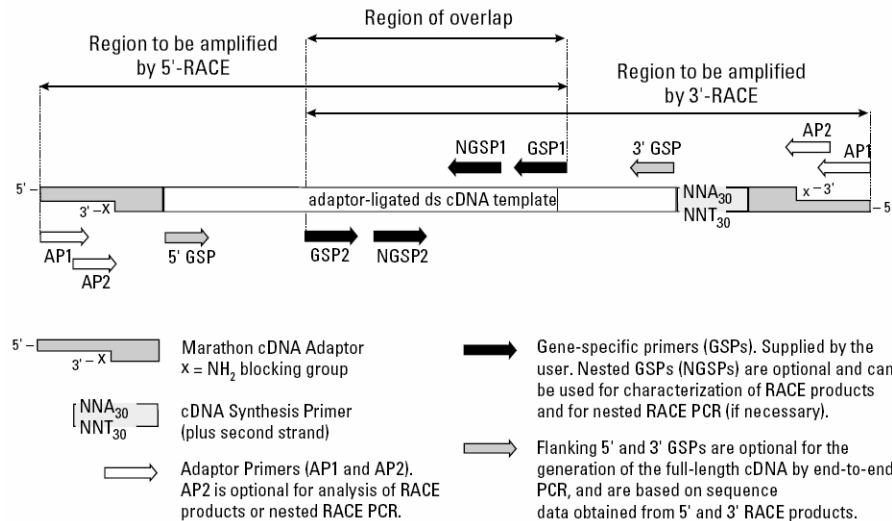 Region of overlap
Region to be amplified
by 5'-RACE
Region to be amplified
by 3'-RACE
NGSP1 GSP1 3' GSP AP2 AP1
5' –
adaptor-ligated ds cDNA template
NNA30
NNT30
x – 3'
3' – X
– 5'
AP1 AP2 5' GSP GSP2 NGSP2
5' –
3' – X
Marathon cDNA Adaptor
x = NH2 blocking group
NNA30
NNT30
cDNA Synthesis Primer
(plus second strand)
Adaptor Primers (AP1 and AP2).
AP2 is optional for analysis of RACE
products or nested RACE PCR.
Gene-specific primers (GSPs). Supplied by the
user. Nested GSPs (NGSPs) are optional and can
be used for characterization of RACE products
and for nested RACE PCR (if necessary).
Flanking 5' and 3' GSPs are optional for the
generation of the full-length cDNA by end-to-end
PCR, and are based on sequence
data obtained from 5' and 3' RACE products.